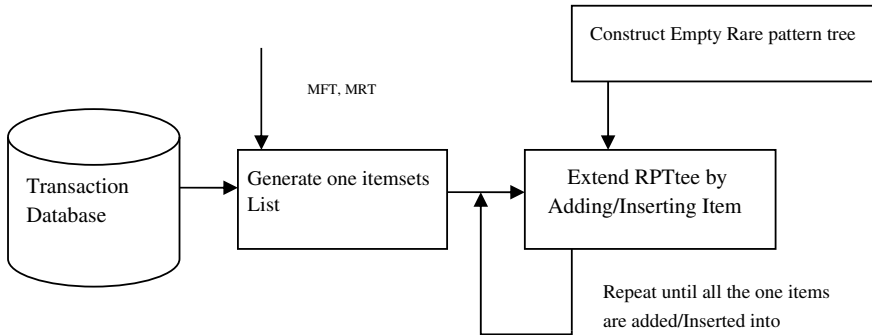 Construct Empty Rare pattern tree
MFT, MRT
Transaction
Database
Generate one itemsets
List
Extend RPTtee by
Adding/Inserting Item
Repeat until all the one items
are added/Inserted into